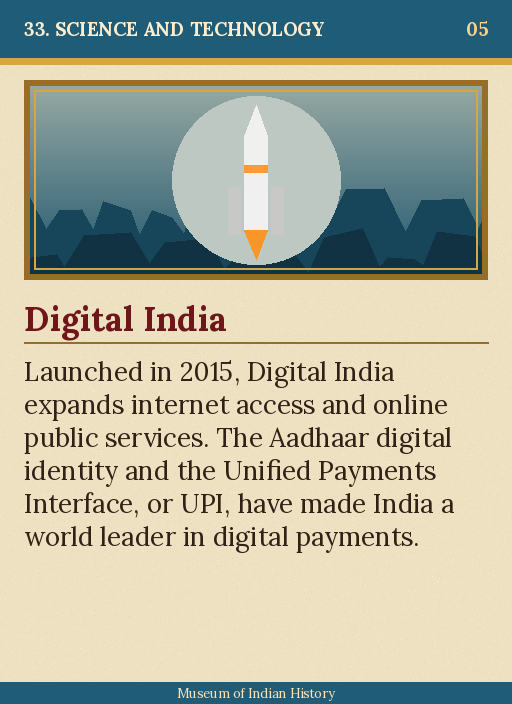 33. SCIENCE AND TECHNOLOGY 05
Digital India
Launched in 2015, Digital India
expands internet access and online
public services. The Aadhaar digital
identity and the Unified Payments
Interface, or UPI, have made India a
world leader in digital payments.
Museum of Indian History